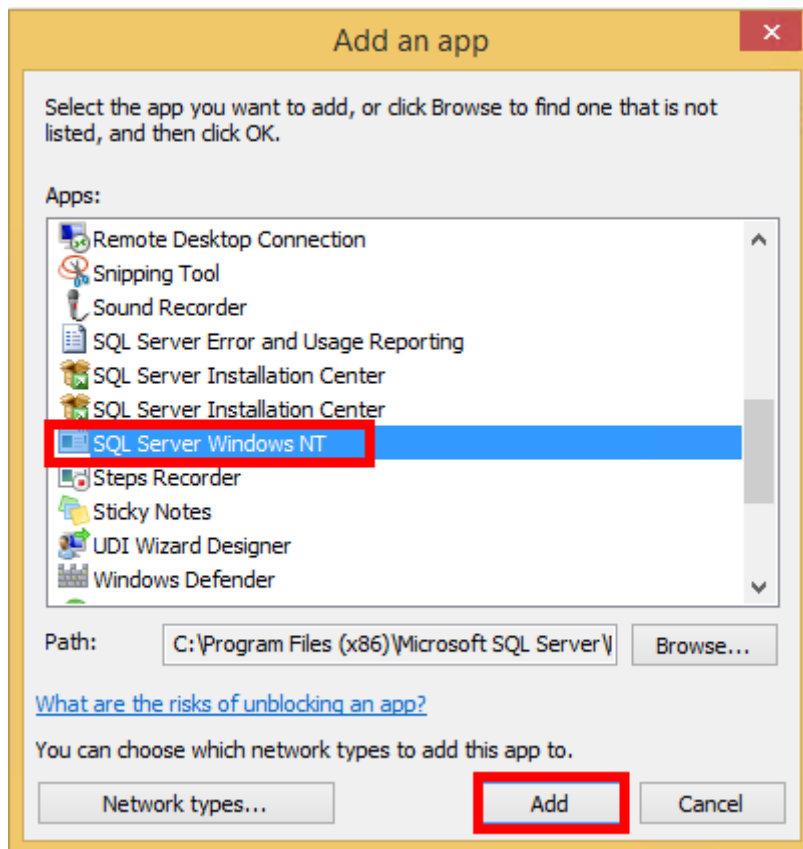 Add an app
Select the app you want to add, or click Browse to find one that is not
listed, and then click OK.
Apps:
Remote Desktop Connection
Snipping Tool
Sound Recorder
SQL Server Error and Usage Reporting
SQL Server Installation Center
SQL Server Installation Center
SQL Server Windows NT
Steps Recorder
Sticky Notes
UDI Wizard Designer
Windows Defender
Path: C:\Program Files (x86)\Microsoft SQL Server\ Browse...
What are the risks of unblocking an app?
You can choose which network types to add this app to.
Network types... Add Cancel